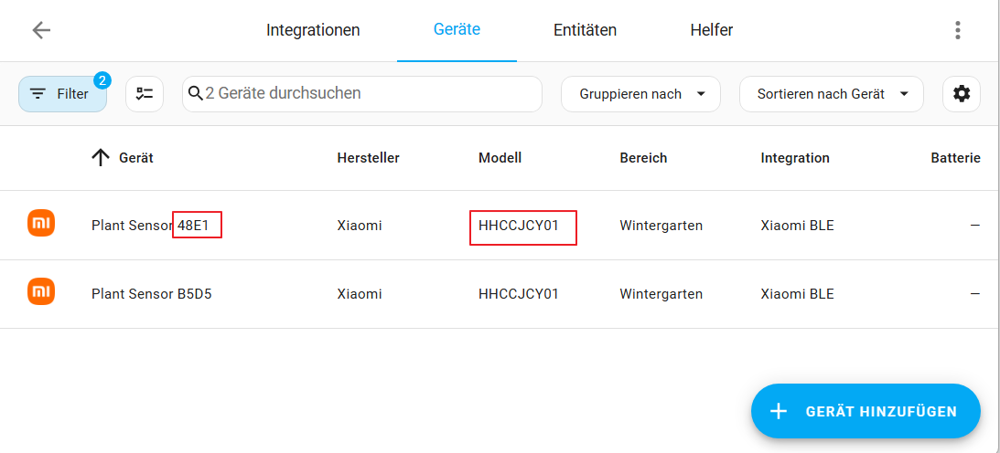 Integrationen Geräte Entitäten Helfer
Filter 2 2 Geräte durchsuchen Gruppieren nach Sortieren nach Gerät
Gerät Hersteller Modell Bereich Integration Batterie
mi Plant Sensor 48E1 Xiaomi HHCCJCY01 Wintergarten Xiaomi BLE –
mi Plant Sensor B5D5 Xiaomi HHCCJCY01 Wintergarten Xiaomi BLE –
+ GERÄT HINZUFÜGEN